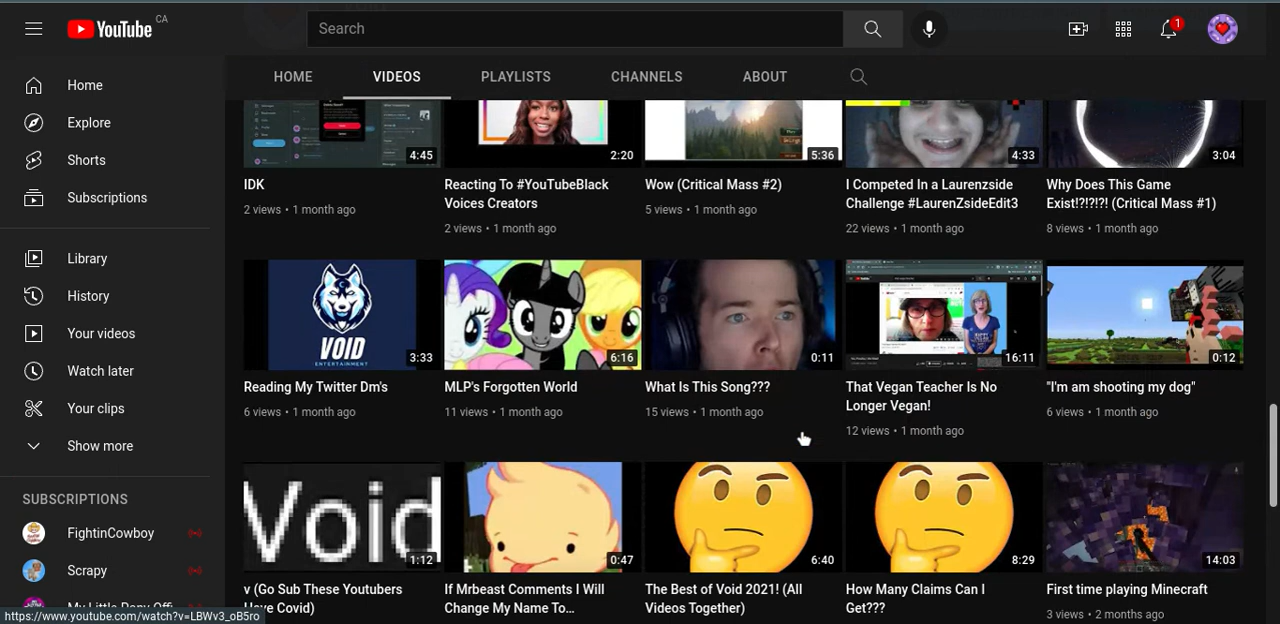 YouTube CA
Search
1
HOME VIDEOS PLAYLISTS CHANNELS ABOUT
Home
Explore
Shorts
Subscriptions
Library
History
Your videos
Watch later
Your clips
Show more
SUBSCRIPTIONS
FightinCowboy
Scrapy
My Little Pony Offi
4:45
2:20
5:36
4:33
3:04
IDK
2 views • 1 month ago
Reacting To #YouTubeBlack
Voices Creators
2 views • 1 month ago
Wow (Critical Mass #2)
5 views • 1 month ago
I Competed In a Laurenzside
Challenge #LaurenZsideEdit3
22 views • 1 month ago
Why Does This Game
Exist!?!?!?! (Critical Mass #1)
8 views • 1 month ago
VOID
ENTERTAINMENT
3:33
6:16
0:11
16:11
0:12
Reading My Twitter Dm's
6 views • 1 month ago
MLP's Forgotten World
11 views • 1 month ago
What Is This Song???
15 views • 1 month ago
That Vegan Teacher Is No
Longer Vegan!
12 views • 1 month ago
"I'm am shooting my dog"
6 views • 1 month ago
Void
1:12
0:47
6:40
8:29
14:03
v (Go Sub These Youtubers
Have Covid)
If Mrbeast Comments I Will
Change My Name To...
The Best of Void 2021! (All
Videos Together)
How Many Claims Can I
Get???
First time playing Minecraft
3 views • 2 months ago
https://www.youtube.com/watch?v=LBWv3_oB5ro